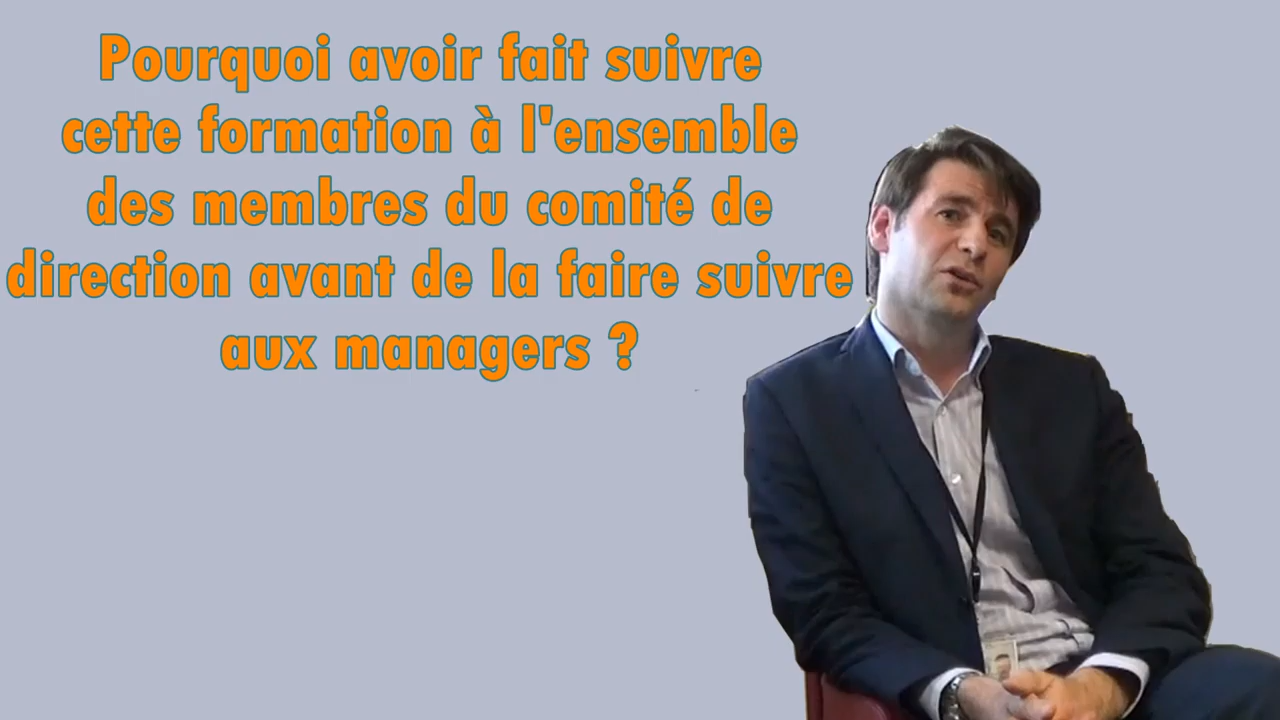 Pourquoi avoir fait suivre
cette formation à l'ensemble
des membres du comité de
direction avant de la faire suivre
aux managers ?